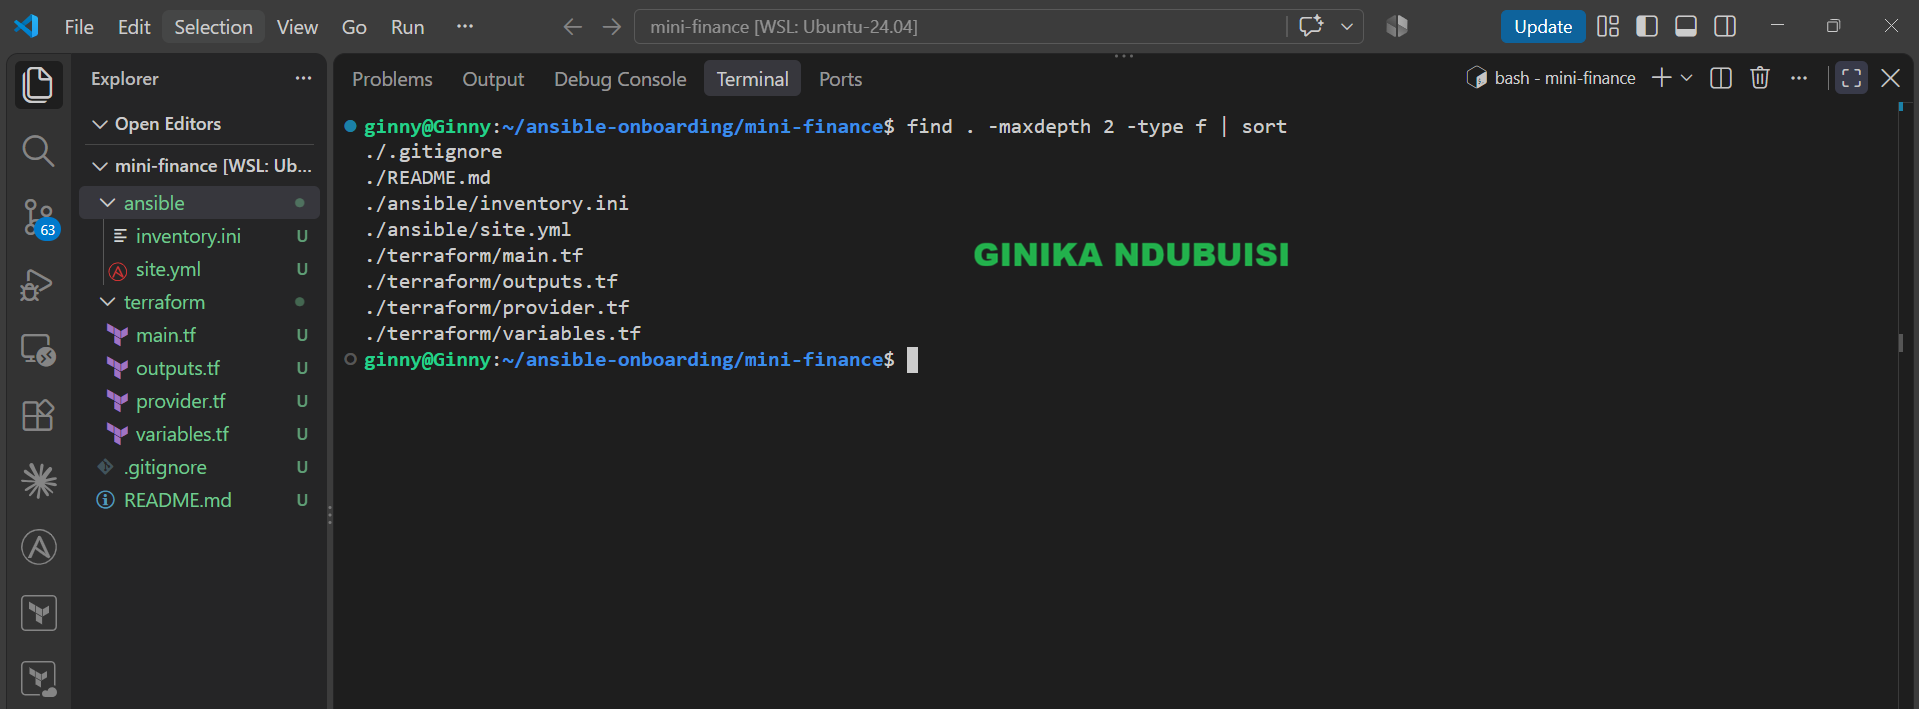 File Edit Selection View Go Run ···
mini-finance [WSL: Ubuntu-24.04]
Update
Explorer ···
Problems Output Debug Console Terminal Ports
bash - mini-finance
Open Editors
mini-finance [WSL: Ub...
ansible
inventory.ini U
site.yml U
terraform
main.tf U
outputs.tf U
provider.tf U
variables.tf U
.gitignore U
README.md U
63
ginny@Ginny:~/ansible-onboarding/mini-finance$ find . -maxdepth 2 -type f | sort
./.gitignore
./README.md
./ansible/inventory.ini
./ansible/site.yml
./terraform/main.tf
./terraform/outputs.tf
./terraform/provider.tf
./terraform/variables.tf
ginny@Ginny:~/ansible-onboarding/mini-finance$
GINIKA NDUBUISI